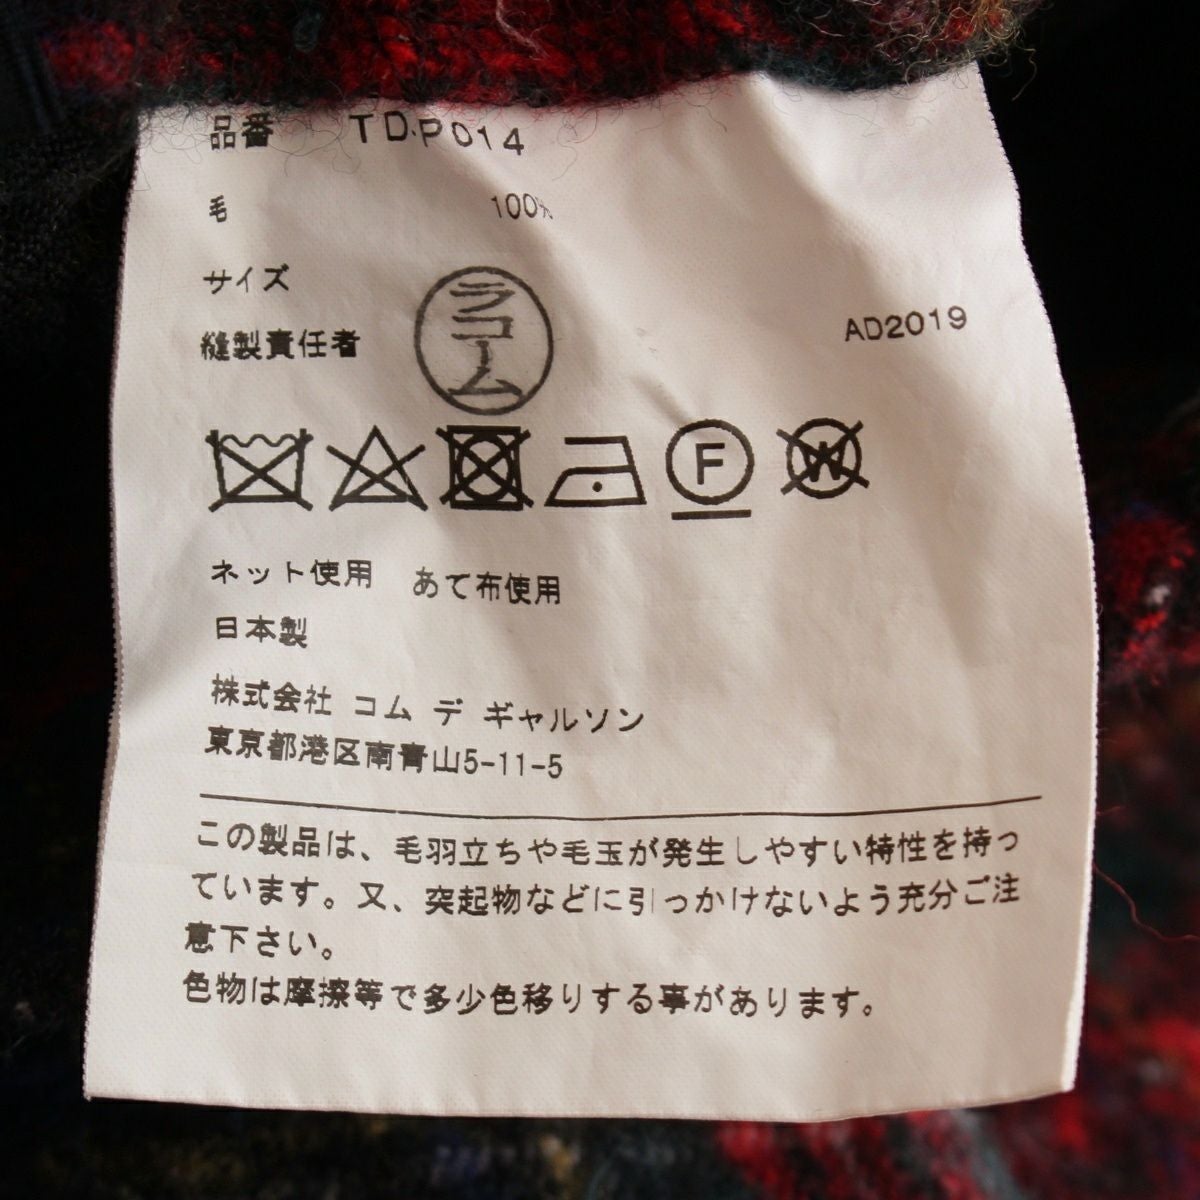 品番 TD-P014
毛 100%
サイズ
縫製責任者 ラコーム
AD2019
F W
ネット使用 あて布使用
日本製
株式会社 コム デ ギャルソン
東京都港区南青山5-11-5
この製品は、毛羽立ちや毛玉が発生しやすい特性を持っ
ています。又、突起物などに引っかけないよう充分ご注
意下さい。
色物は摩擦等で多少色移りする事があります。